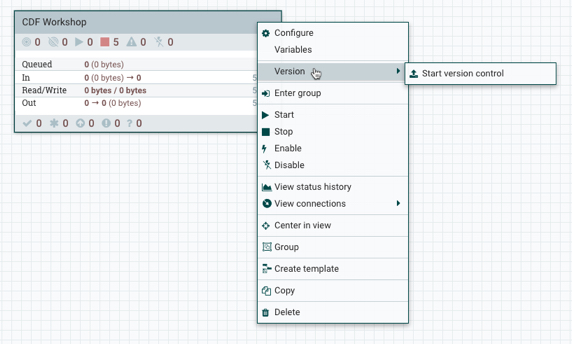 CDF Workshop
0 0 0 5 0 0
Queued 0 (0 bytes)
In 0 (0 bytes) → 0 5
Read/Write 0 bytes / 0 bytes 5
Out 0 → 0 (0 bytes) 5
0 0 0 0 ? 0
Configure
Variables
Version
Start version control
Enter group
Start
Stop
Enable
Disable
View status history
View connections
Center in view
Group
Create template
Copy
Delete